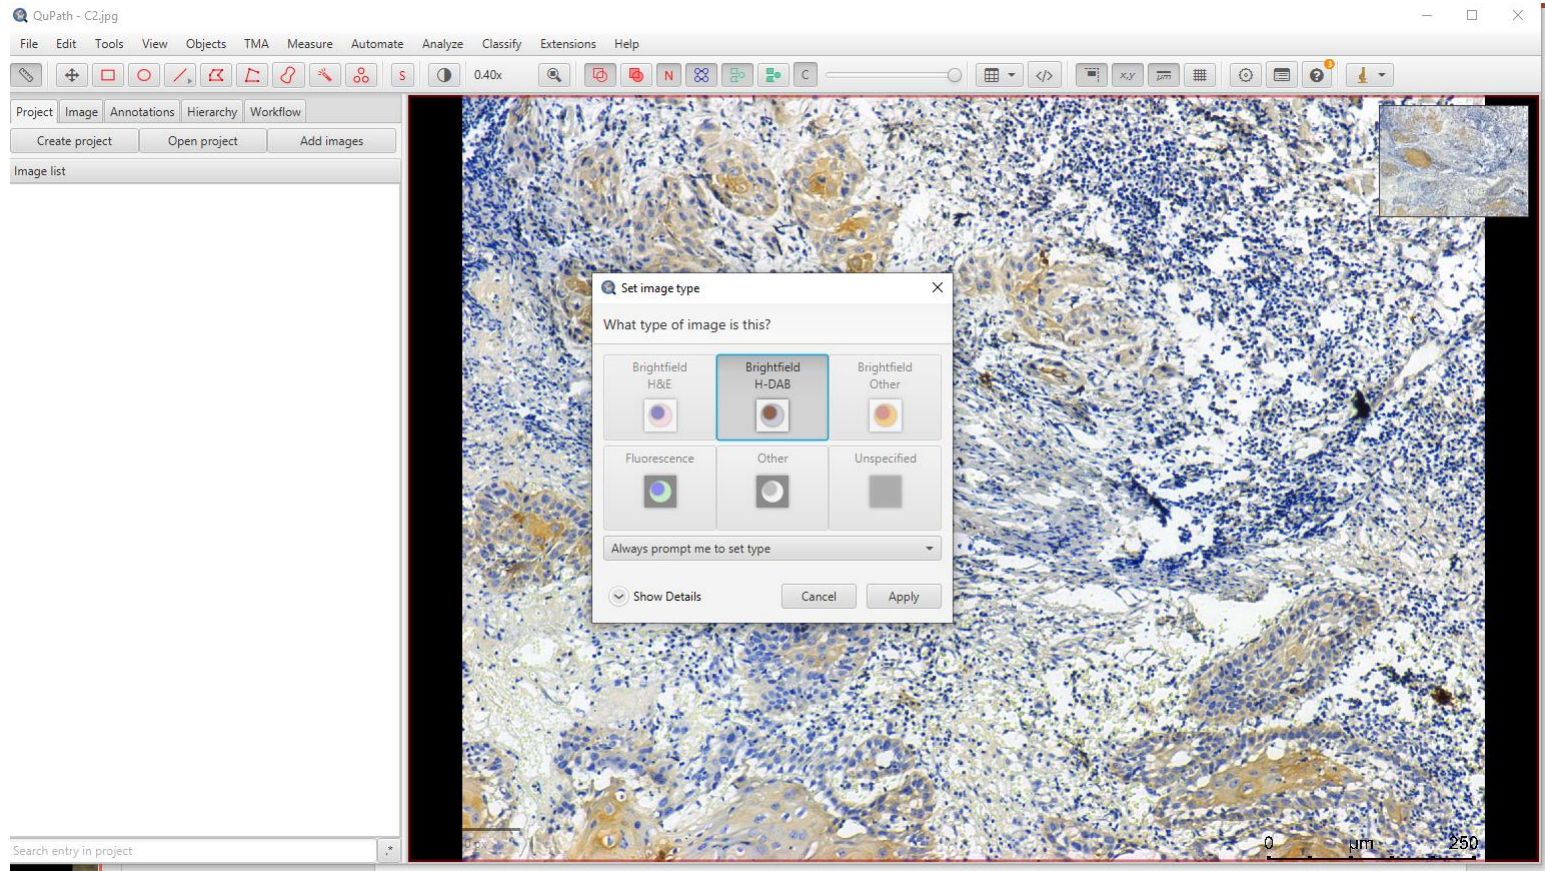 QuPath - C2.jpg
File Edit Tools View Objects TMA Measure Automate Analyze Classify Extensions Help
S 0.40x N C x,y μm ? 3
Project Image Annotations Hierarchy Workflow
Create project Open project Add images
Image list
Set image type
What type of image is this?
Brightfield H&E
Brightfield H-DAB
Brightfield Other
Fluorescence Other Unspecified
Always prompt me to set type
Show Details Cancel Apply
0 μm 250
Search entry in project .*